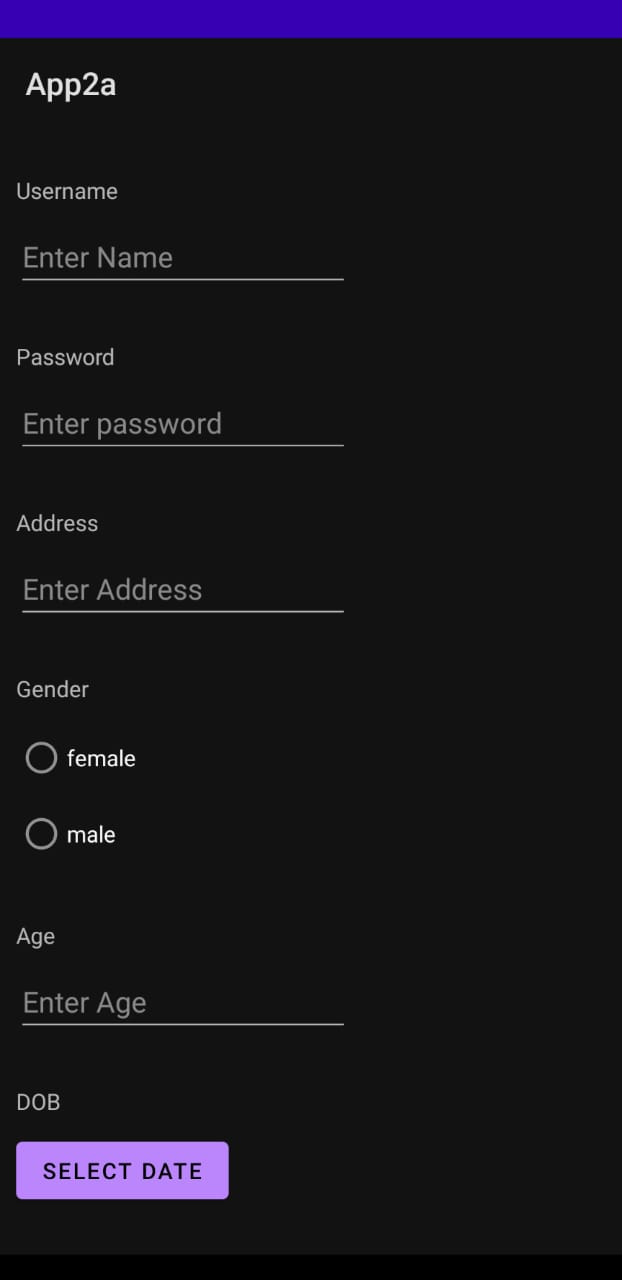 App2a
Username
Enter Name
Password
Enter password
Address
Enter Address
Gender
female
male
Age
Enter Age
DOB
SELECT DATE